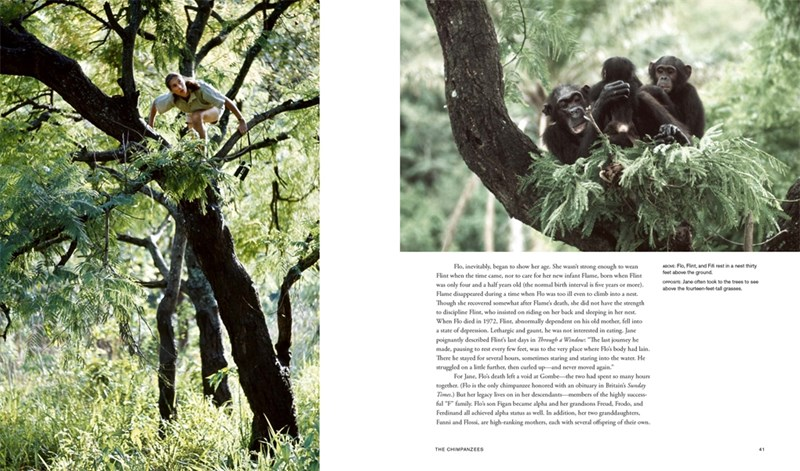 Flo, inevitably, began to show her age. She wasn't strong enough to wean
Flint when the time came, nor to care for her new infant Flame, born when Flint
was only four and a half years old (the normal birth interval is five years or more).
Flame disappeared during a time when Flo was too ill even to climb into a nest.
Though she recovered somewhat after Flame's death, she did not have the strength
to discipline Flint, who insisted on riding on her back and sleeping in her nest.
When Flo died in 1972, Flint, abnormally dependent on his old mother, fell into
a state of depression. Lethargic and gaunt, he was not interested in eating. Jane
poignantly described Flint's last days in Through a Window: "The last journey he
made, pausing to rest every few feet, was to the very place where Flo's body had lain.
There he stayed for several hours, sometimes staring and staring into the water. He
struggled on a little further, then curled up—and never moved again."
For Jane, Flo's death left a void at Gombe—the two had spent so many hours
together. (Flo is the only chimpanzee honored with an obituary in Britain's Sunday
Times.) But her legacy lives on in her descendants—members of the highly success-
ful "F" family. Flo's son Figan became alpha and her grandsons Freud, Frodo, and
Ferdinand all achieved alpha status as well. In addition, her two granddaughters,
Fanni and Flossi, are high-ranking mothers, each with several offspring of their own.
ABOVE: Flo, Flint, and Fifi rest in a nest thirty
feet above the ground.
OPPOSITE: Jane often took to the trees to see
above the fourteen-feet-tall grasses.
THE CHIMPANZEES
41